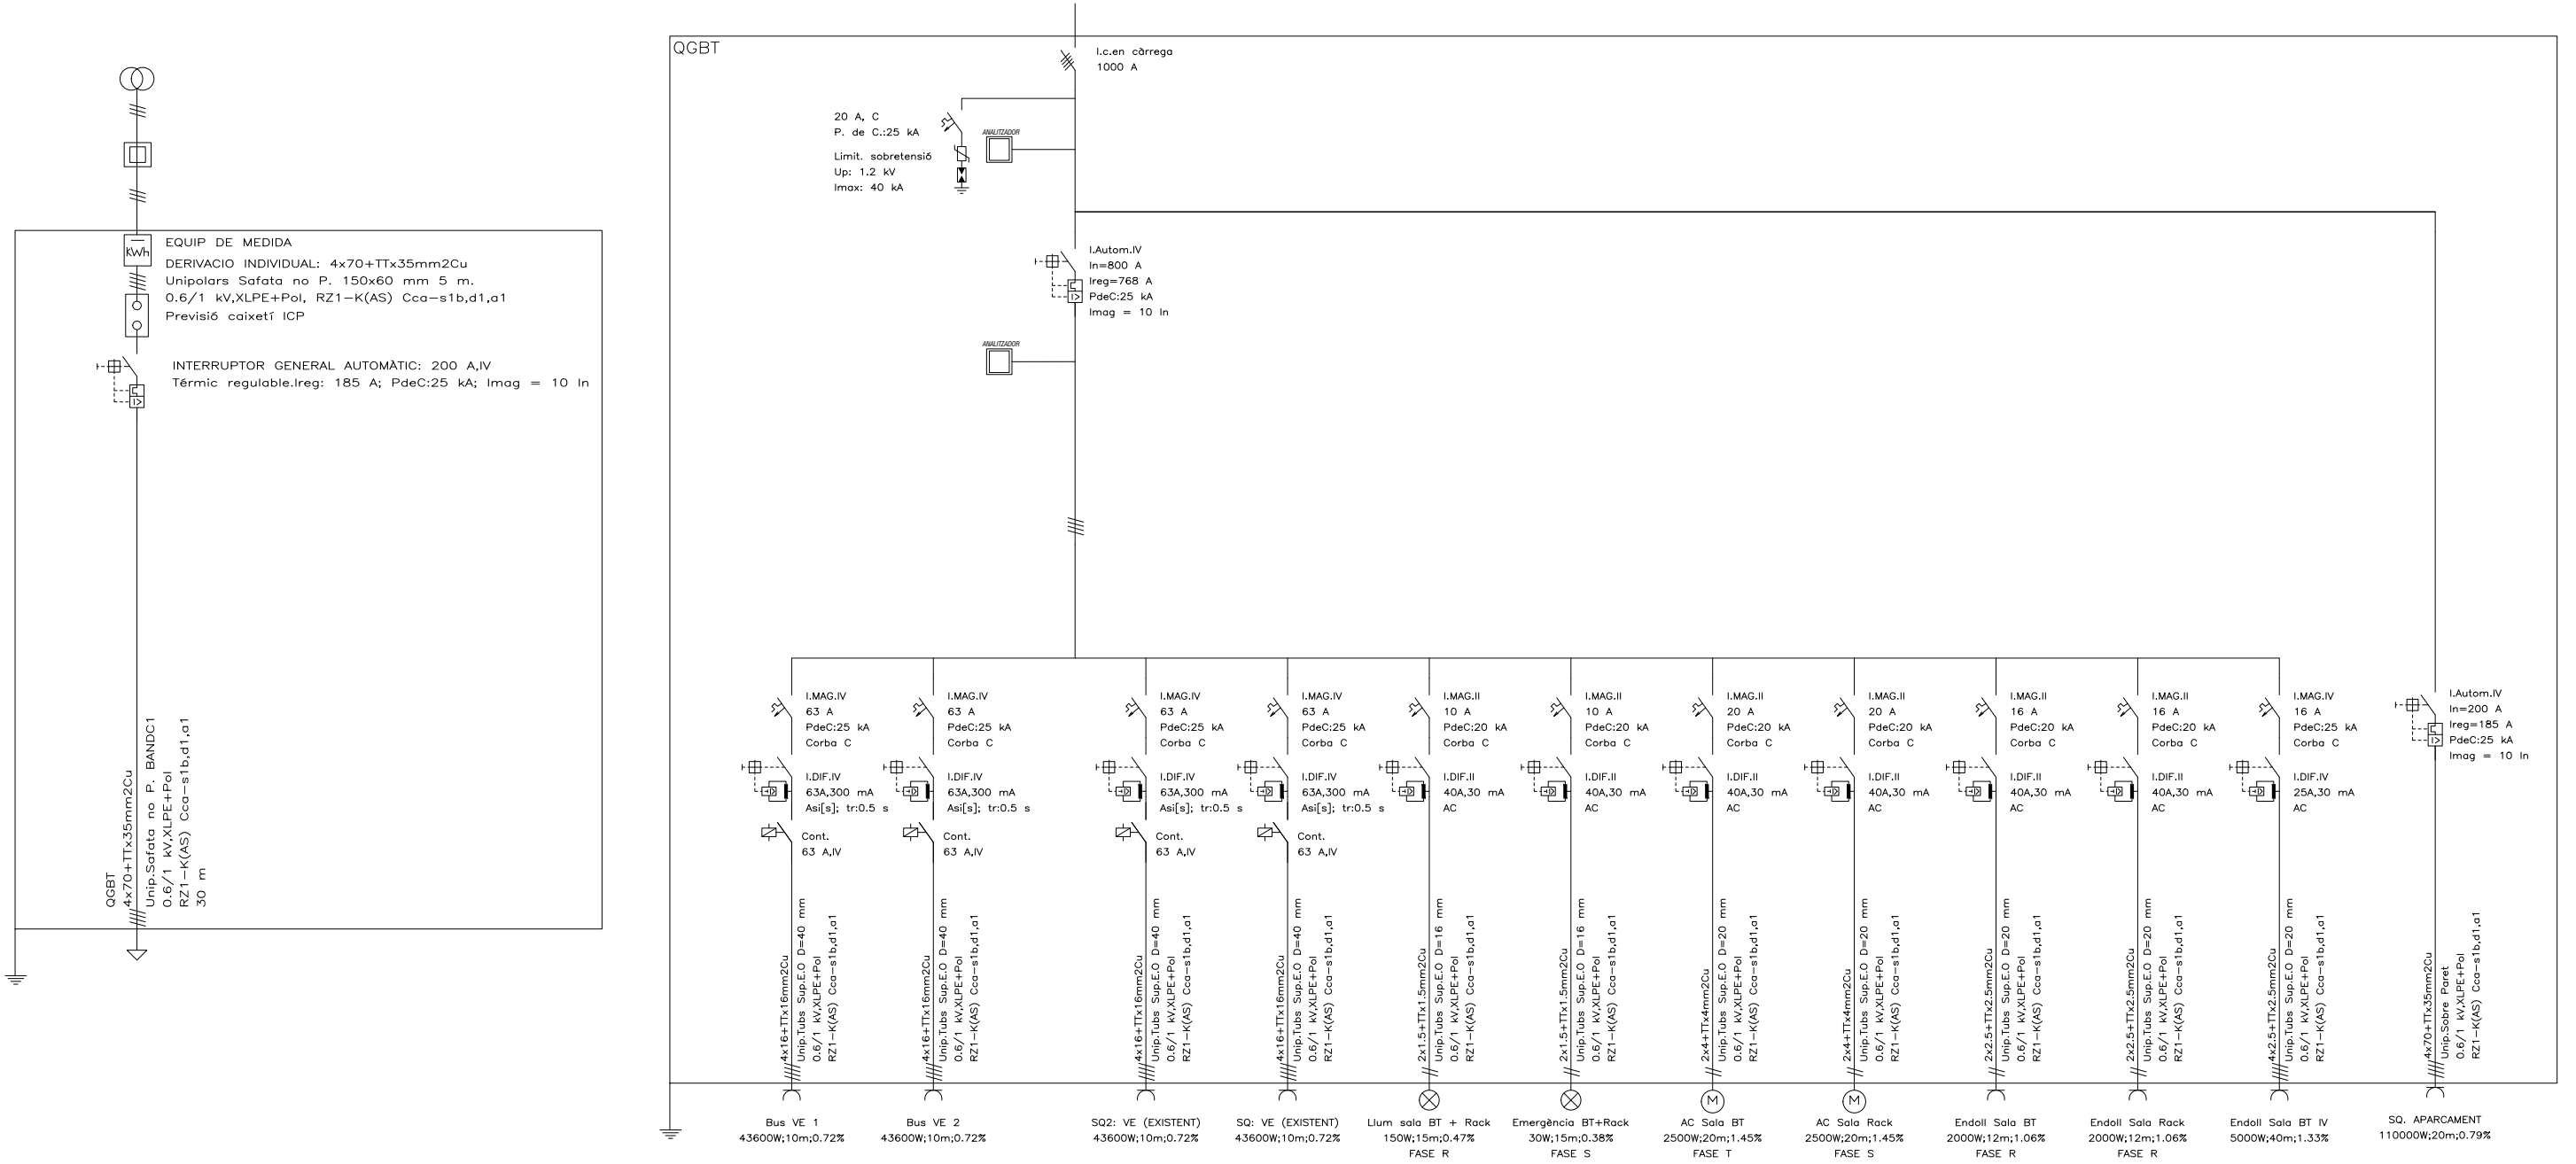 EQUIP DE MEDIDA
DERIVACIO INDIVIDUAL: 4x70+TTx35mm2Cu
Unipolars Safata no P. 150x60 mm 5 m.
0.6/1 kV,XLPE+Pol, RZ1-K(AS) Cca-s1b,d1,a1
Previsió caixetí ICP
kWh
INTERRUPTOR GENERAL AUTOMÀTIC: 200 A,IV
Térmic regulable.Ireg: 185 A; PdeC:25 kA; Imag = 10 In
I>
QGBT
4x70+TTx35mm2Cu
Unip.Safata no P. BANDC1
0.6/1 kV,XLPE+Pol
RZ1-K(AS) Cca-s1b,d1,a1
30 m
QGBT
I.c.en càrrega
1000 A
20 A, C
P. de C.:25 kA
Limit. sobretensió
Up: 1.2 kV
Imax: 40 kA
ANALITZADOR
I.Autom.IV
In=800 A
Ireg=768 A
PdeC:25 kA
Imag = 10 In
I>
ANALITZADOR
I.MAG.IV
63 A
PdeC:25 kA
Corba C
I.DIF.IV
63A,300 mA
Asi[s]; tr:0.5 s
Cont.
63 A,IV
4x16+TTx16mm2Cu
Unip.Tubs Sup.E.O D=40 mm
0.6/1 kV,XLPE+Pol
RZ1-K(AS) Cca-s1b,d1,a1
Bus VE 1
43600W;10m;0.72%
I.MAG.IV
63 A
PdeC:25 kA
Corba C
I.DIF.IV
63A,300 mA
Asi[s]; tr:0.5 s
Cont.
63 A,IV
4x16+TTx16mm2Cu
Unip.Tubs Sup.E.O D=40 mm
0.6/1 kV,XLPE+Pol
RZ1-K(AS) Cca-s1b,d1,a1
Bus VE 2
43600W;10m;0.72%
I.MAG.IV
63 A
PdeC:25 kA
Corba C
I.DIF.IV
63A,300 mA
Asi[s]; tr:0.5 s
Cont.
63 A,IV
4x16+TTx16mm2Cu
Unip.Tubs Sup.E.O D=40 mm
0.6/1 kV,XLPE+Pol
RZ1-K(AS) Cca-s1b,d1,a1
SQ2: VE (EXISTENT)
43600W;10m;0.72%
I.MAG.IV
63 A
PdeC:25 kA
Corba C
I.DIF.IV
63A,300 mA
Asi[s]; tr:0.5 s
Cont.
63 A,IV
4x16+TTx16mm2Cu
Unip.Tubs Sup.E.O D=40 mm
0.6/1 kV,XLPE+Pol
RZ1-K(AS) Cca-s1b,d1,a1
SQ: VE (EXISTENT)
43600W;10m;0.72%
I.MAG.II
10 A
PdeC:20 kA
Corba C
I.DIF.II
40A,30 mA
AC
2x1.5+TTx1.5mm2Cu
Unip.Tubs Sup.E.O D=16 mm
0.6/1 kV,XLPE+Pol
RZ1-K(AS) Cca-s1b,d1,a1
Llum sala BT + Rack
150W;15m;0.47%
FASE R
I.MAG.II
10 A
PdeC:20 kA
Corba C
I.DIF.II
40A,30 mA
AC
2x1.5+TTx1.5mm2Cu
Unip.Tubs Sup.E.O D=16 mm
0.6/1 kV,XLPE+Pol
RZ1-K(AS) Cca-s1b,d1,a1
Emergència BT+Rack
30W;15m;0.38%
FASE S
I.MAG.II
20 A
PdeC:20 kA
Corba C
I.DIF.II
40A,30 mA
AC
2x4+TTx4mm2Cu
Unip.Tubs Sup.E.O D=20 mm
0.6/1 kV,XLPE+Pol
RZ1-K(AS) Cca-s1b,d1,a1
M
AC Sala BT
2500W;20m;1.45%
FASE T
I.MAG.II
20 A
PdeC:20 kA
Corba C
I.DIF.II
40A,30 mA
AC
2x4+TTx4mm2Cu
Unip.Tubs Sup.E.O D=20 mm
0.6/1 kV,XLPE+Pol
RZ1-K(AS) Cca-s1b,d1,a1
M
AC Sala Rack
2500W;20m;1.45%
FASE S
I.MAG.II
16 A
PdeC:20 kA
Corba C
I.DIF.II
40A,30 mA
AC
2x2.5+TTx2.5mm2Cu
Unip.Tubs Sup.E.O D=20 mm
0.6/1 kV,XLPE+Pol
RZ1-K(AS) Cca-s1b,d1,a1
Endoll Sala BT
2000W;12m;1.06%
FASE R
I.MAG.II
16 A
PdeC:20 kA
Corba C
I.DIF.II
40A,30 mA
AC
2x2.5+TTx2.5mm2Cu
Unip.Tubs Sup.E.O D=20 mm
0.6/1 kV,XLPE+Pol
RZ1-K(AS) Cca-s1b,d1,a1
Endoll Sala Rack
2000W;12m;1.06%
FASE R
I.MAG.IV
16 A
PdeC:25 kA
Corba C
I.DIF.IV
25A,30 mA
AC
4x2.5+TTx2.5mm2Cu
Unip.Tubs Sup.E.O D=20 mm
0.6/1 kV,XLPE+Pol
RZ1-K(AS) Cca-s1b,d1,a1
Endoll Sala BT IV
5000W;40m;1.33%
I.Autom.IV
In=200 A
Ireg=185 A
PdeC:25 kA
Imag = 10 In
I>
4x70+TTx35mm2Cu
Unip.Sobre Paret
0.6/1 kV,XLPE+Pol
RZ1-K(AS) Cca-s1b,d1,a1
SQ. APARCAMENT
110000W;20m;0.79%